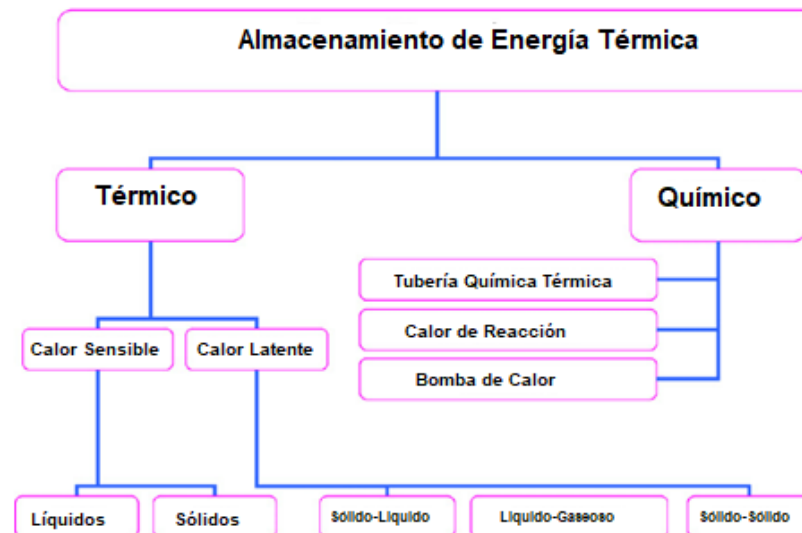 Almacenamiento de Energía Térmica
Térmico
Químico
Tubería Química Térmica
Calor de Reacción
Bomba de Calor
Calor Sensible
Calor Latente
Líquidos
Sólidos
Sólido-Líquido
Líquido-Gaseoso
Sólido-Sólido